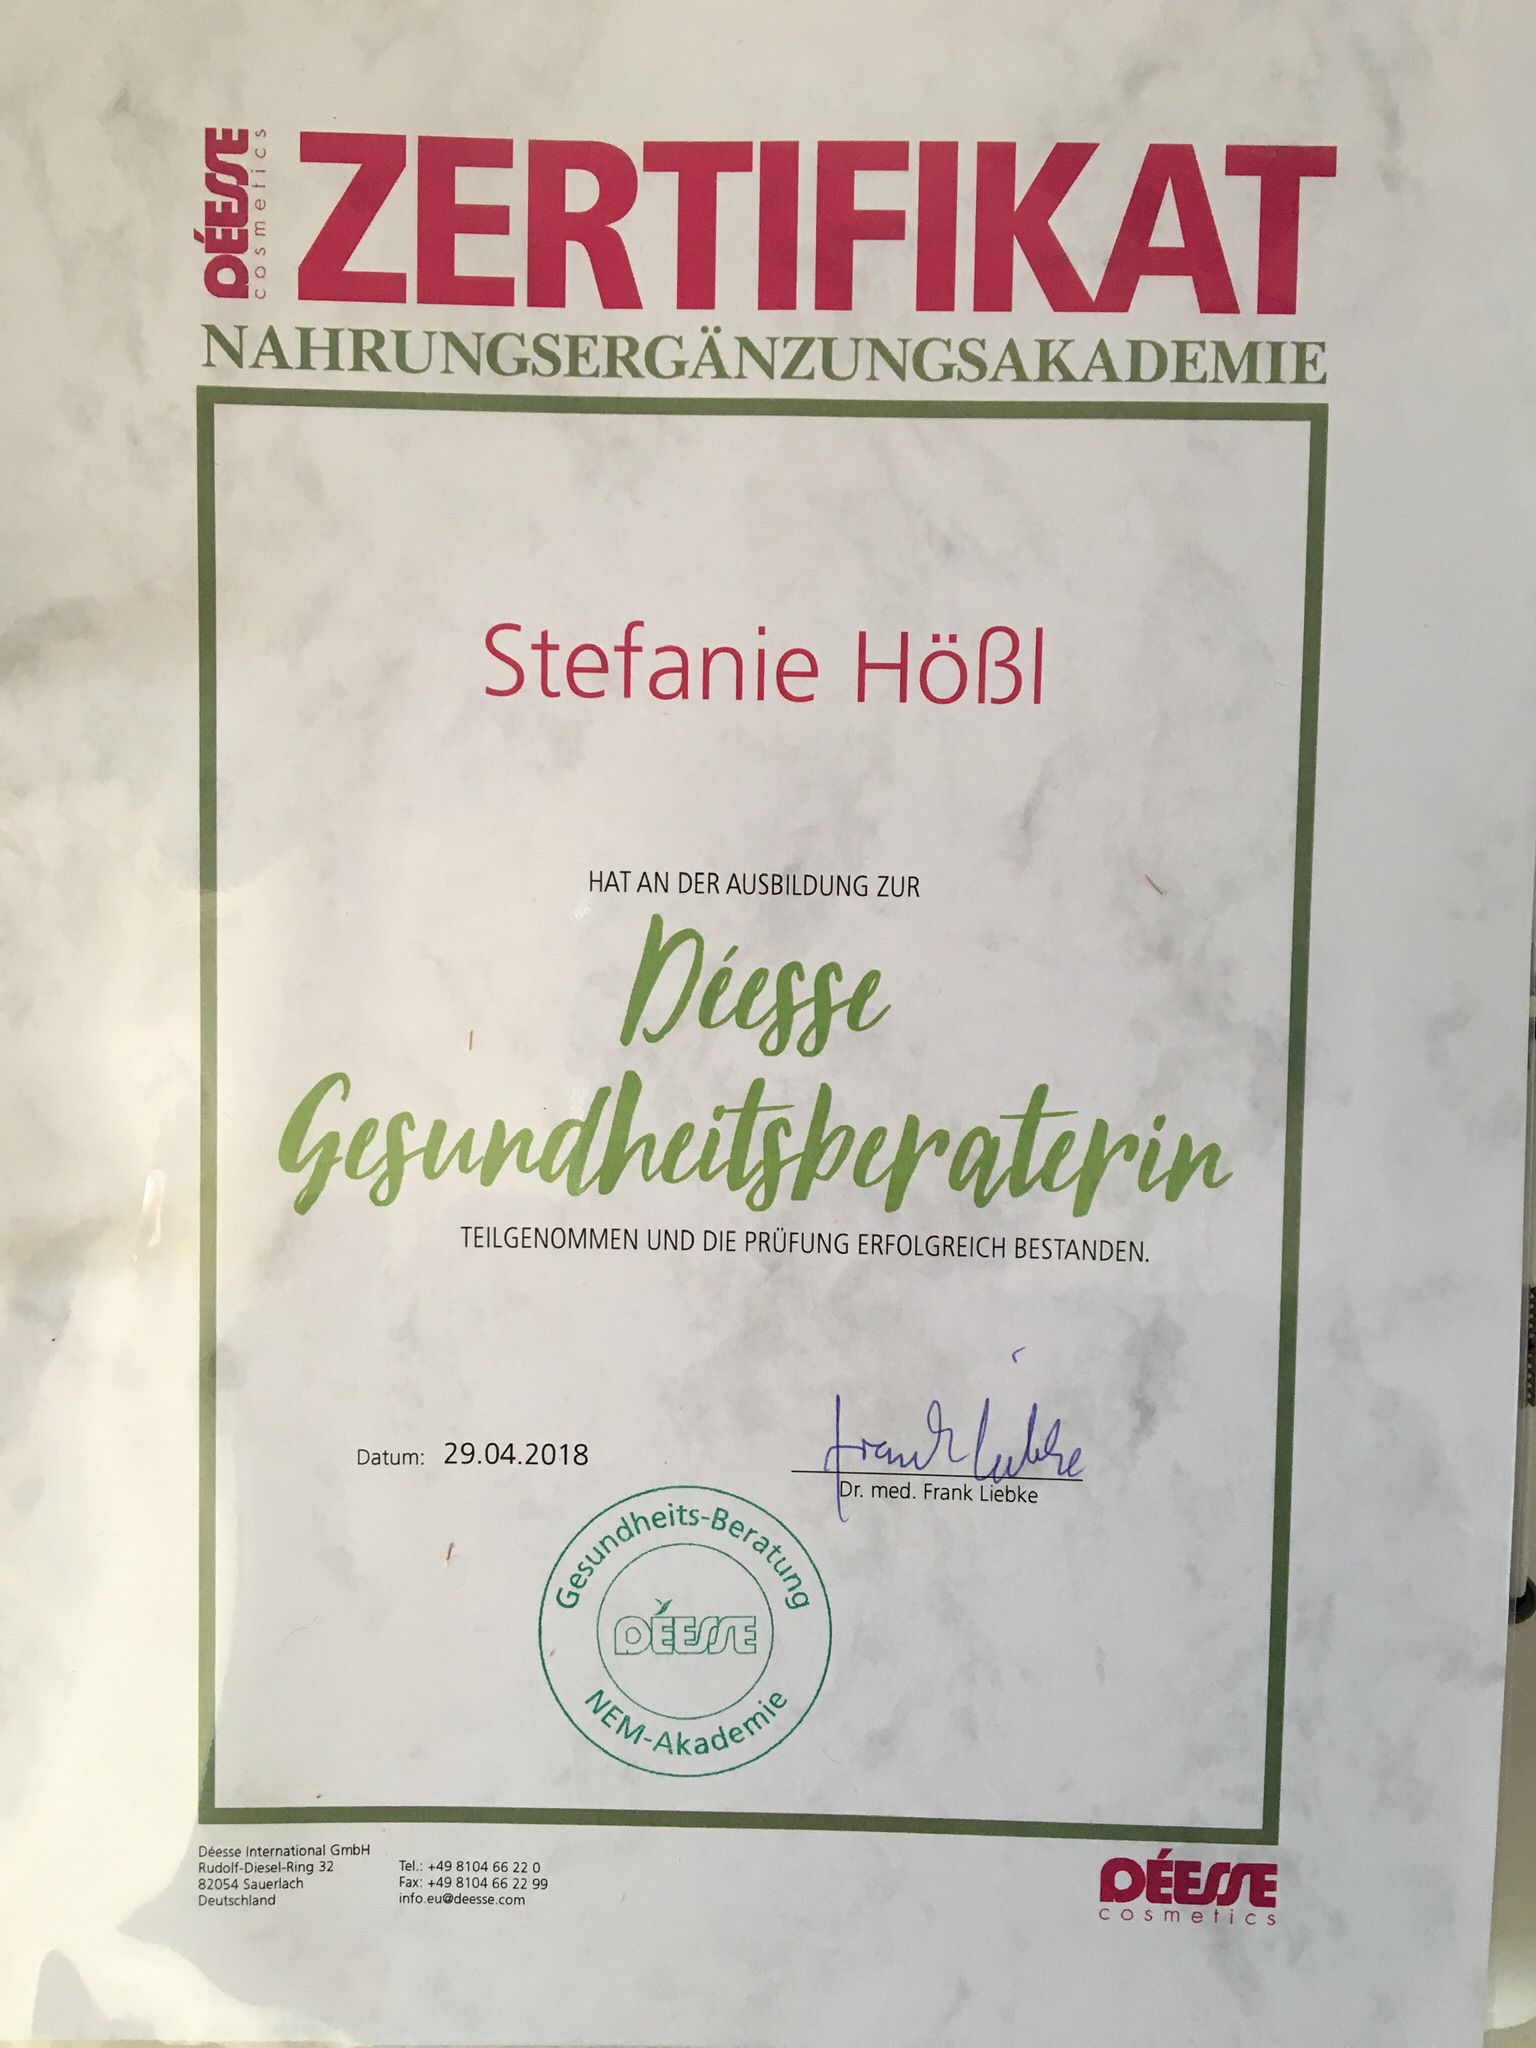 DÉESSE
cosmetics
ZERTIFIKAT
NAHRUNGSERGÄNZUNGSAKADEMIE
Stefanie Hößl
HAT AN DER AUSBILDUNG ZUR
Déesse
Gesundheitsberaterin
TEILGENOMMEN UND DIE PRÜFUNG ERFOLGREICH BESTANDEN.
Datum: 29.04.2018
Frank Liebke
Dr. med. Frank Liebke
Gesundheits-Beratung
DÉESSE
NEM-Akademie
Déesse International GmbH
Rudolf-Diesel-Ring 32
82054 Sauerlach
Deutschland
Tel.: +49 8104 66 22 0
Fax: +49 8104 66 22 99
info.eu@deesse.com
DÉESSE
cosmetics